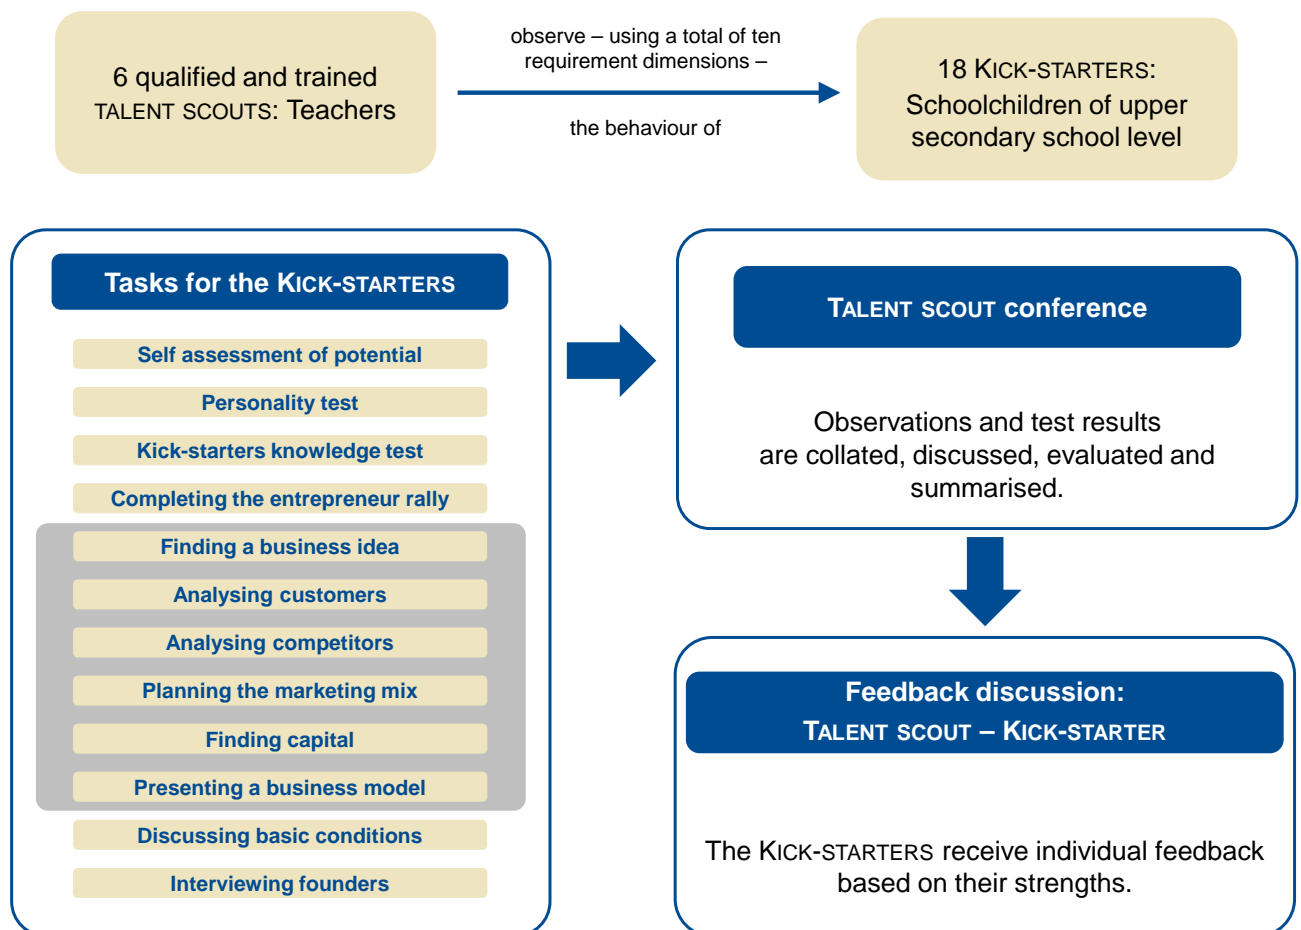 6 qualified and trained
TALENT SCOUTS: Teachers
observe – using a total of ten
requirement dimensions –
the behaviour of
18 KICK-STARTERS:
Schoolchildren of upper
secondary school level
Tasks for the KICK-STARTERS
Self assessment of potential
Personality test
Kick-starters knowledge test
Completing the entrepreneur rally
Finding a business idea
Analysing customers
Analysing competitors
Planning the marketing mix
Finding capital
Presenting a business model
Discussing basic conditions
Interviewing founders
TALENT SCOUT conference
Observations and test results
are collated, discussed, evaluated and
summarised.
Feedback discussion:
TALENT SCOUT – KICK-STARTER
The KICK-STARTERS receive individual feedback
based on their strengths.